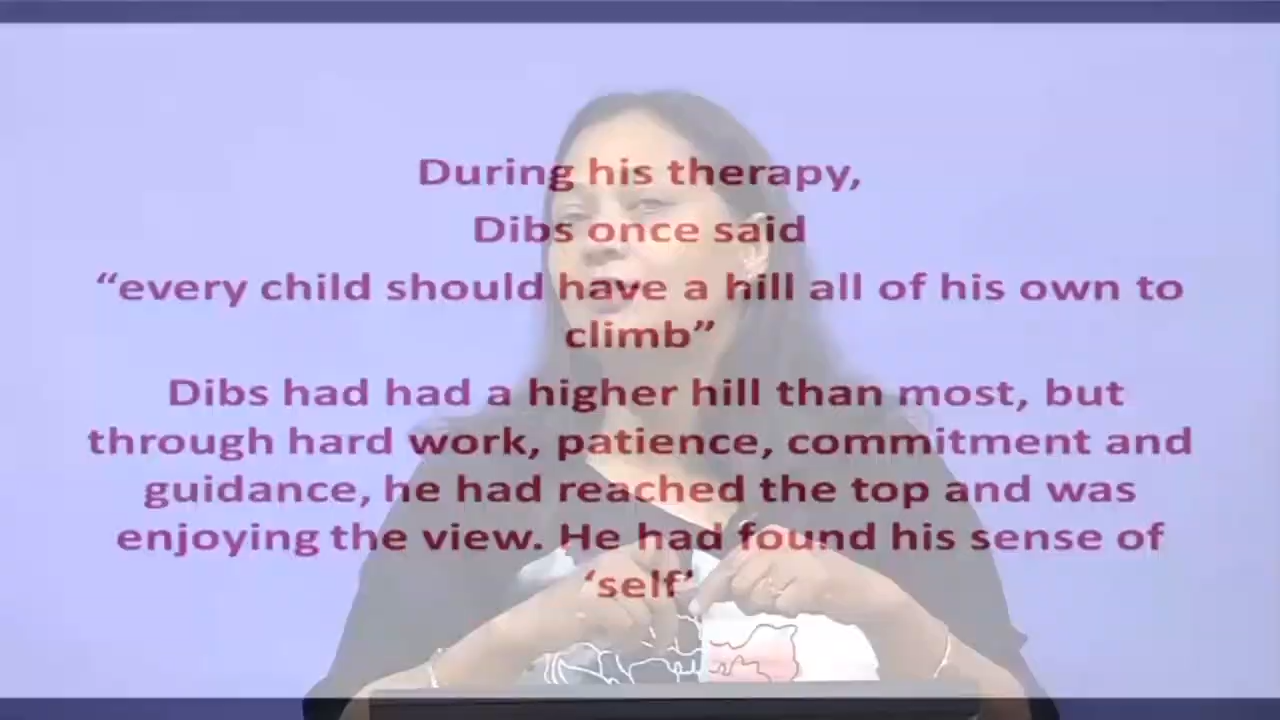 During his therapy,
Dibs once said
“every child should have a hill all of his own to
climb”
Dibs had had a higher hill than most, but
through hard work, patience, commitment and
guidance, he had reached the top and was
enjoying the view. He had found his sense of
‘self’